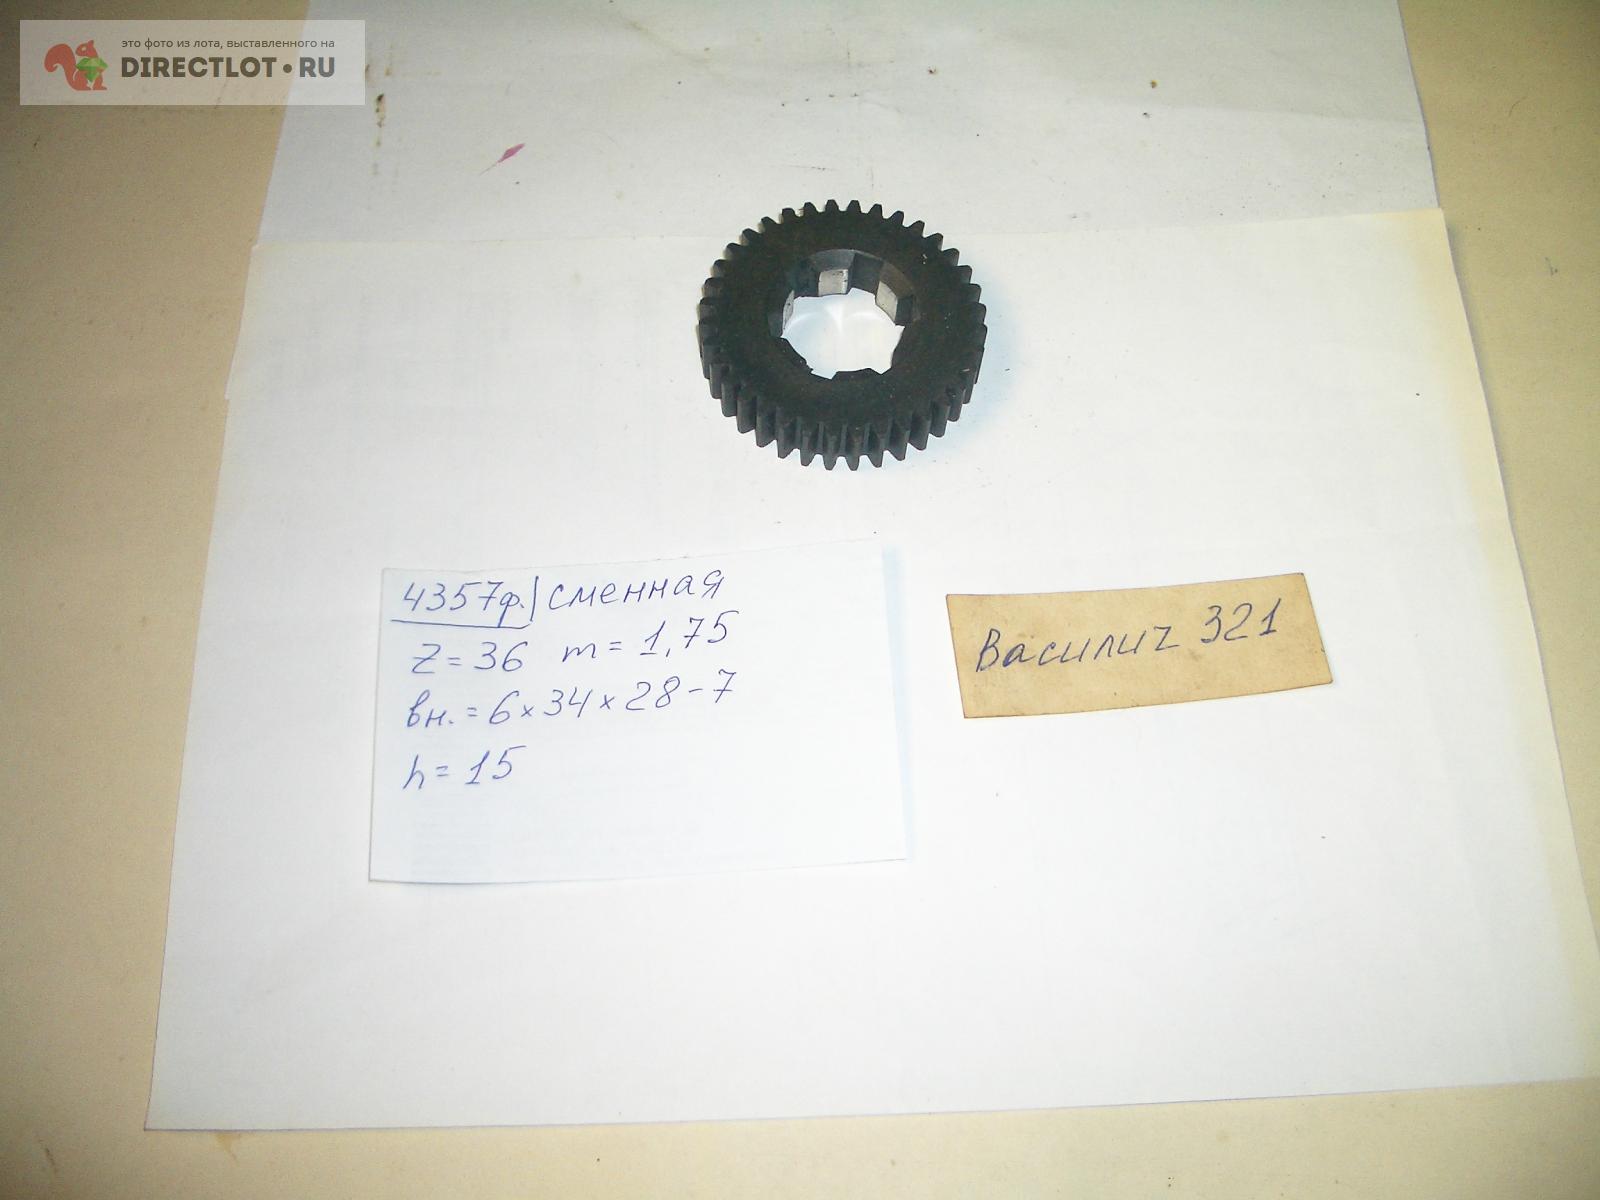 это фото из лота, выставленного на
DIRECTLOT•RU
4357ф. | сменная
Z = 36 m = 1,75
вн. = 6 x 34 x 28 - 7
h = 15
Василиz 321